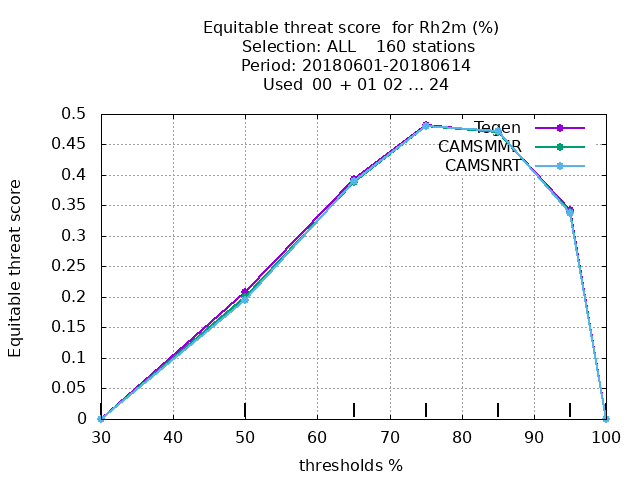 Equitable threat score  for Rh2m (%)
Selection: ALL    160 stations
Period: 20180601-20180614
Used  00 + 01 02 ... 24
Equitable threat score
0.5
0.45
0.4
0.35
0.3
0.25
0.2
0.15
0.1
0.05
0
Tegen
CAMSMMR
CAMSNRT
30 40 50 60 70 80 90 100
thresholds %